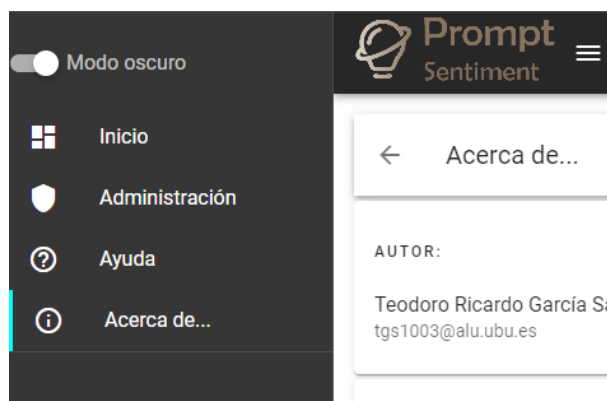 Modo oscuro
Inicio
Administración
Ayuda
Acerca de...
Prompt
Sentiment
Acerca de...
AUTOR:
Teodoro Ricardo García
tgs1003@alu.ubu.es